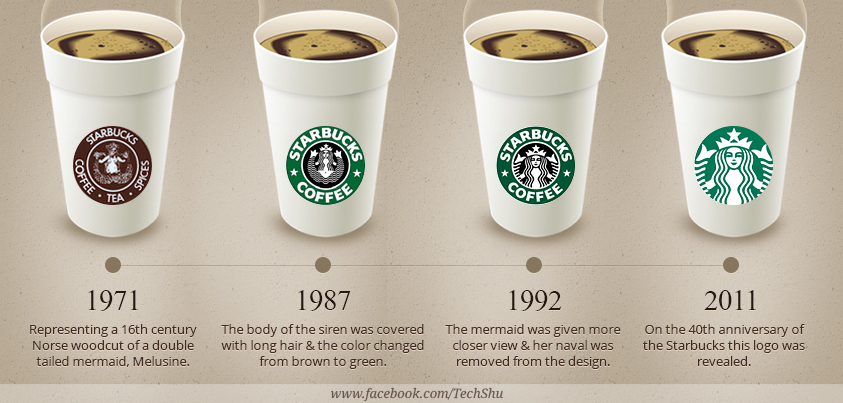 STARBUCKS
COFFEE • TEA • SPICES
STARBUCKS
COFFEE
STARBUCKS
COFFEE
1971
Representing a 16th century
Norse woodcut of a double
tailed mermaid, Melusine.
1987
The body of the siren was covered
with long hair & the color changed
from brown to green.
1992
The mermaid was given more
closer view & her naval was
removed from the design.
2011
On the 40th anniversary of
the Starbucks this logo was
revealed.
www.facebook.com/TechShu